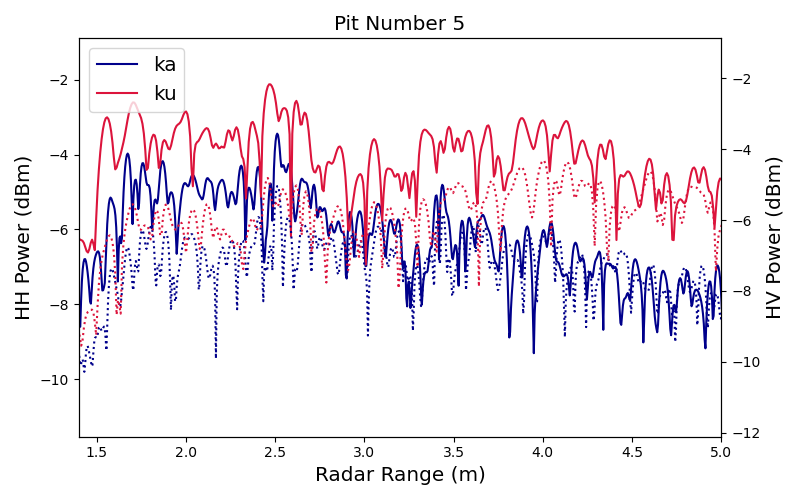 Pit Number 5
ka
ku
HH Power (dBm)
−2
−4
−6
−8
−10
HV Power (dBm)
−2
−4
−6
−8
−10
−12
1.5 2.0 2.5 3.0 3.5 4.0 4.5 5.0
Radar Range (m)